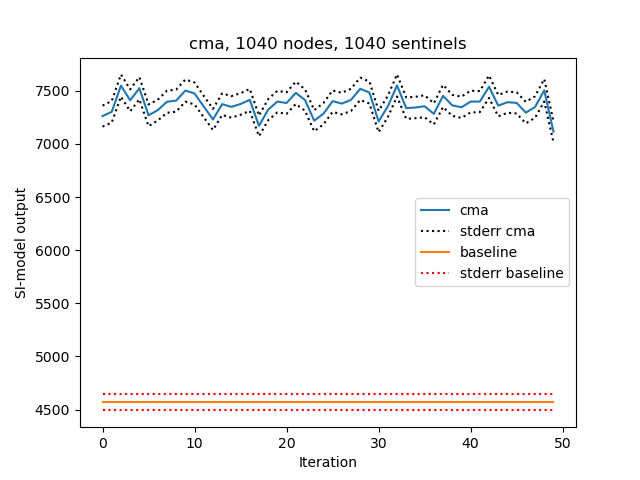 cma, 1040 nodes, 1040 sentinels
SI-model output
7500
7000
6500
6000
5500
5000
4500
cma
stderr cma
baseline
stderr baseline
0 10 20 30 40 50
Iteration